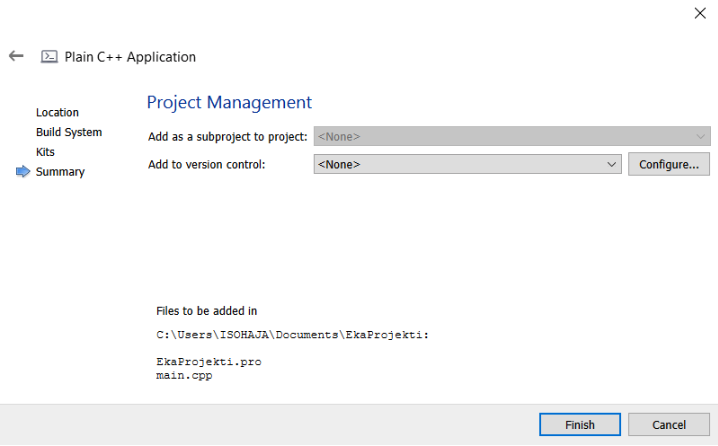 Plain C++ Application
Location
Build System
Kits
Summary
Project Management
Add as a subproject to project: <None>
Add to version control: <None> Configure...
Files to be added in
C:\Users\ISOHAJA\Documents\EkaProjekti:
EkaProjekti.pro
main.cpp
Finish Cancel